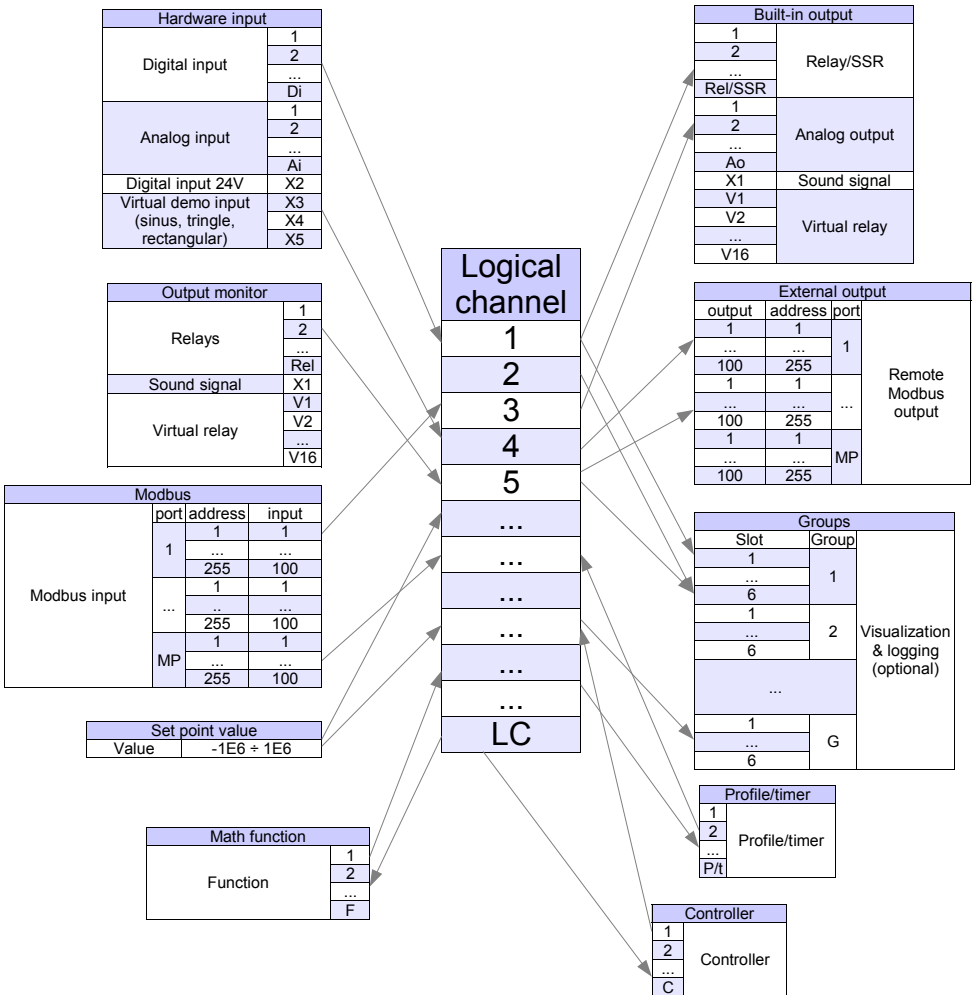 Hardware input
Digital input
1
2
...
Di
Analog input
1
2
...
Ai
Digital input 24V X2
Virtual demo input
(sinus, tringle,
rectangular)
X3
X4
X5
Output monitor
Relays
1
2
...
Rel
Sound signal X1
Virtual relay
V1
V2
...
V16
Modbus
port address input
Modbus input
1
1 1
... ...
255 100
...
1 1
.. ...
255 100
MP
1 1
... ...
255 100
Set point value
Value -1E6 ÷ 1E6
Math function
Function
1
2
...
F
Logical
channel
1
2
3
4
5
...
...
...
...
...
...
LC
Built-in output
1
2
...
Rel/SSR
Relay/SSR
1
2
...
Ao
Analog output
X1 Sound signal
V1
V2
...
V16
Virtual relay
External output
output address port
1 1
... ...
100 255
1
1 1
... ...
100 255
...
1 1
... ...
100 255
MP
Remote
Modbus
output
Groups
Slot Group
1
...
6
1
1
...
6
2
...
1
...
6
G
Visualization
& logging
(optional)
Profile/timer
1
2
...
P/t
Profile/timer
Controller
1
2
...
C
Controller